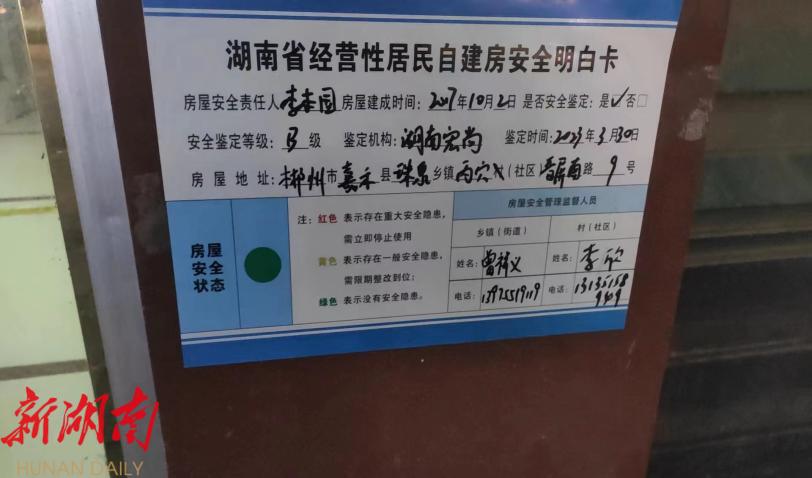 湖南省经营性居民自建房安全明白卡
房屋安全责任人李本国 房屋建成时间:2017年10月2日 是否安全鉴定:是✓否□
安全鉴定等级:B级 鉴定机构:湖南宏尚 鉴定时间:2023年3月30日
房屋地址:郴州市嘉禾县珠泉乡镇丙穴村(社区)晋屏南路9号
房屋安全状态
注:红色 表示存在重大安全隐患,
需立即停止使用
黄色 表示存在一般安全隐患,
需限期整改到位;
绿色 表示没有安全隐患。
房屋安全管理监督人员
乡镇(街道) 村(社区)
姓名: 姓名:李欣
电话:13975519119 电话:13135158
新湖南
HUNAN DAILY